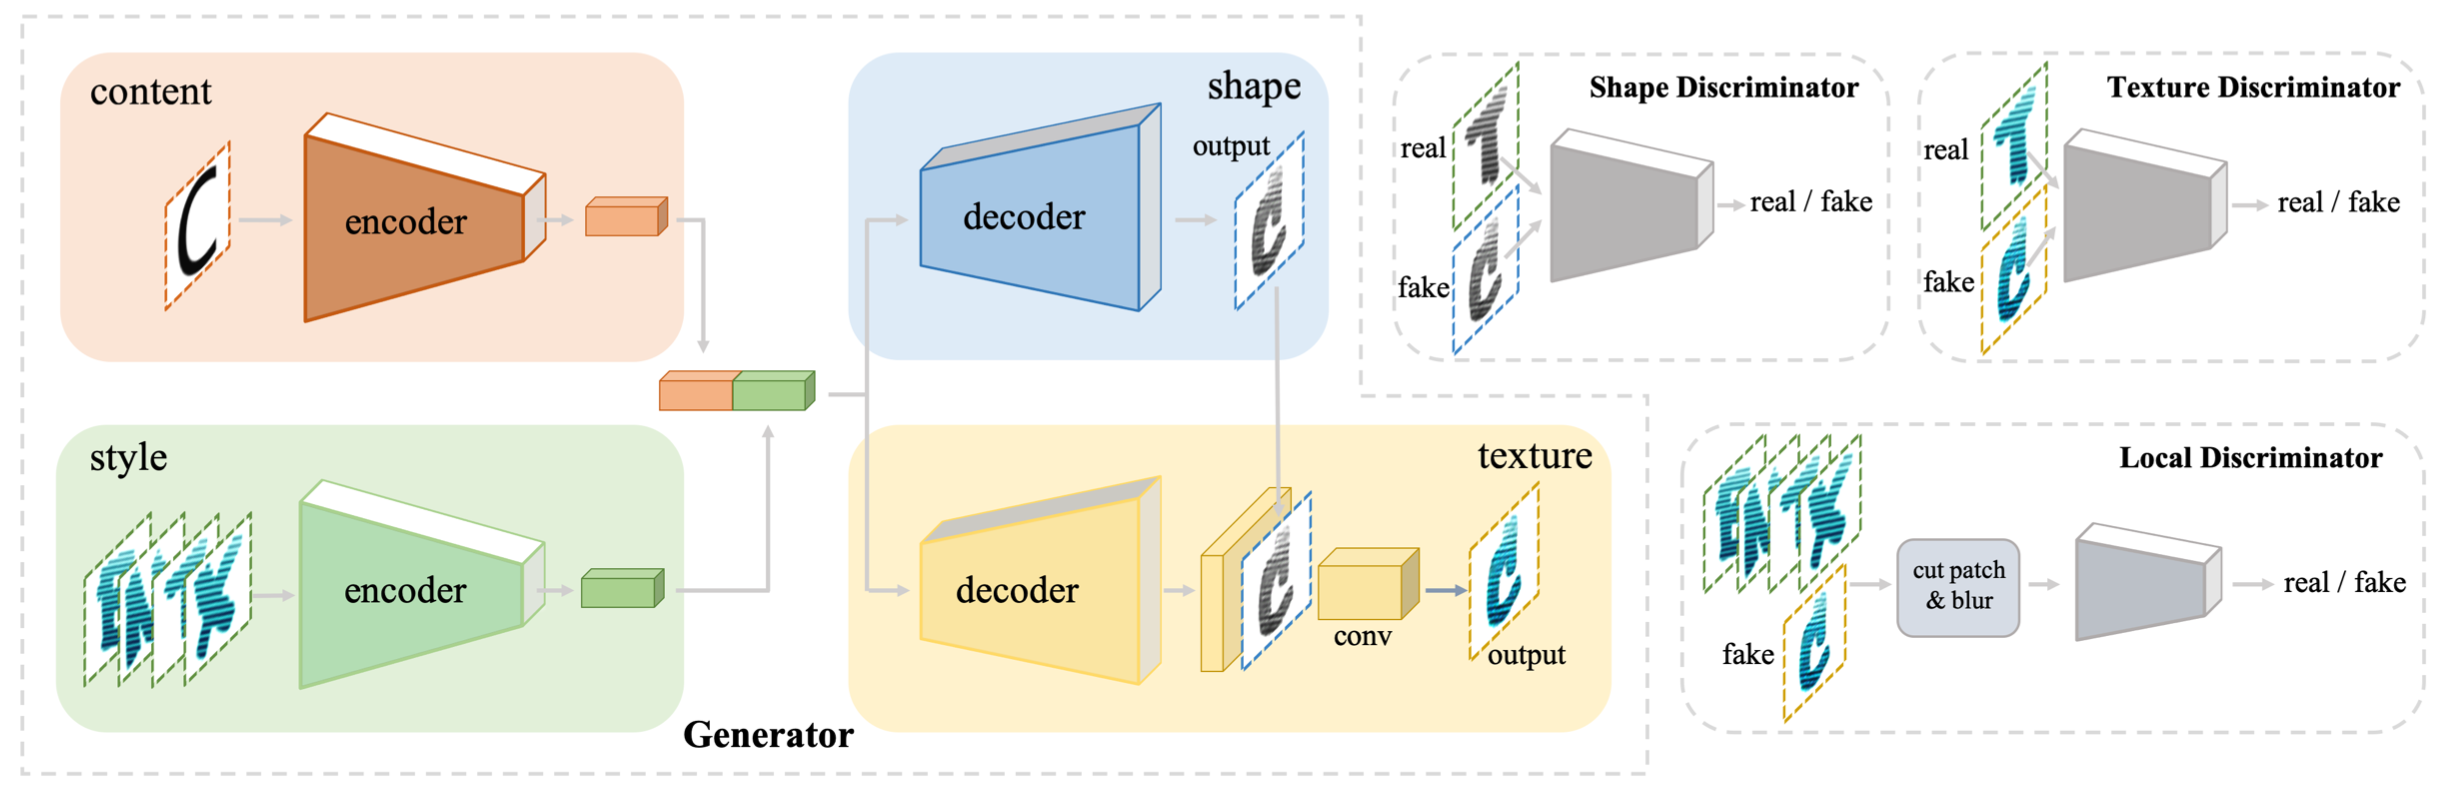 content
C
encoder
style
E N T K
encoder
Generator
shape
decoder
output
C
texture
decoder
C
conv
C
output
Shape Discriminator
real
T
fake
C
real / fake
Texture Discriminator
real
T
fake
C
real / fake
Local Discriminator
E N T K
fake
C
cut patch
& blur
real / fake